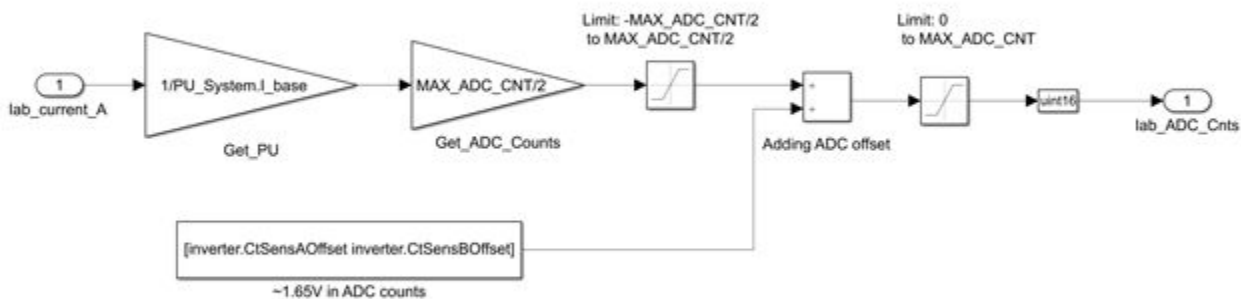 Limit: -MAX_ADC_CNT/2
to MAX_ADC_CNT/2
Limit: 0
to MAX_ADC_CNT
1
1/PU_System.I_base
MAX_ADC_CNT/2
+
+
uint16
1
Iab_current_A
Get_PU
Get_ADC_Counts
Adding ADC offset
Iab_ADC_Cnts
[inverter.CtSensAOffset inverter.CtSensBOffset]
~1.65V in ADC counts